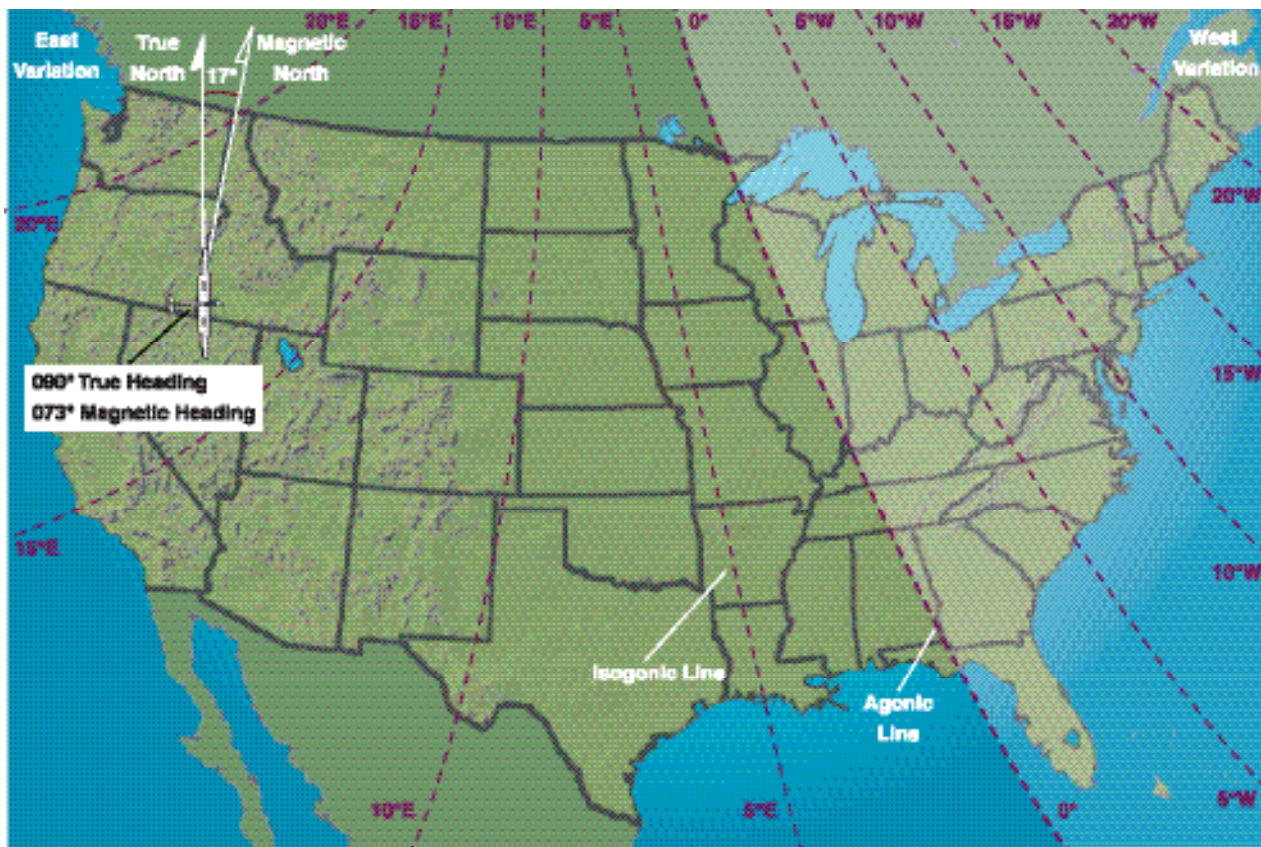 20°E 15°E 10°E 5°E 0° 5°W 10°W 15°W 20°W
East
Variation
True
North
17°
Magnetic
North
West
Variation
20°E
20°W
090° True Heading
073° Magnetic Heading
15°W
15°E
10°W
Isogonic Line
Agonic
Line
10°E
5°E
0°
5°W